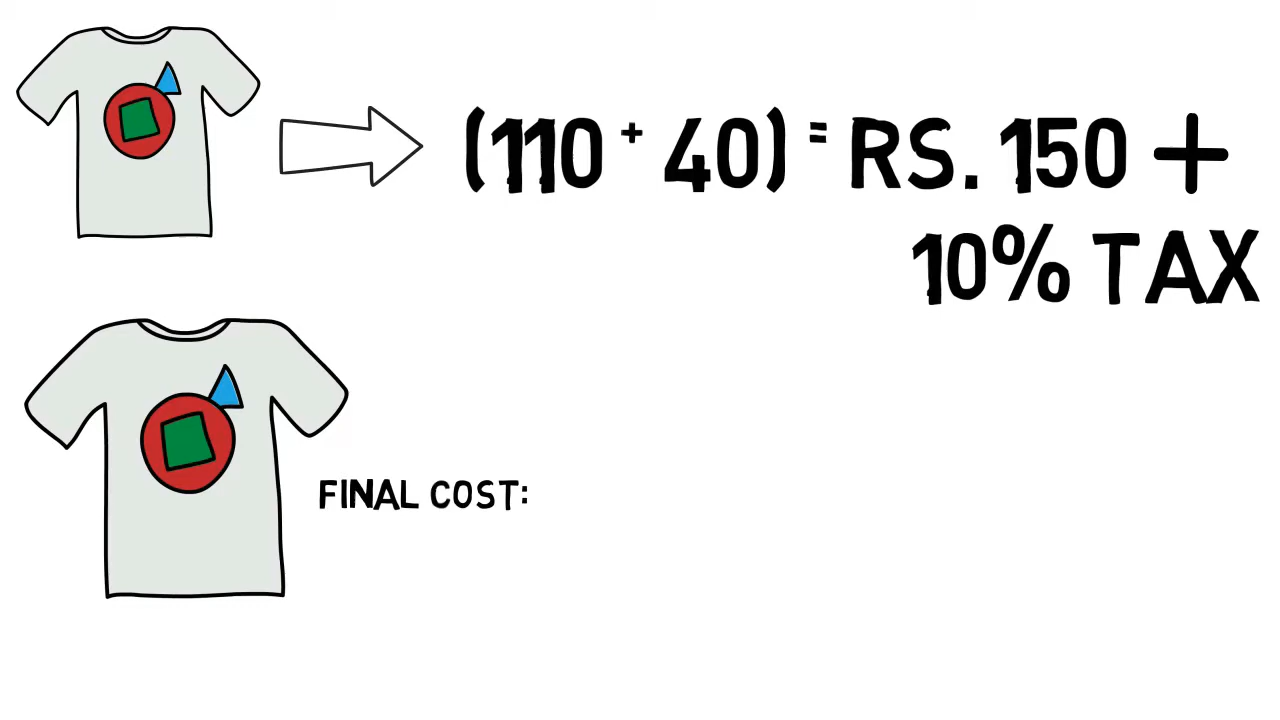 (110 + 40) = RS. 150 +
10% TAX
FINAL COST: